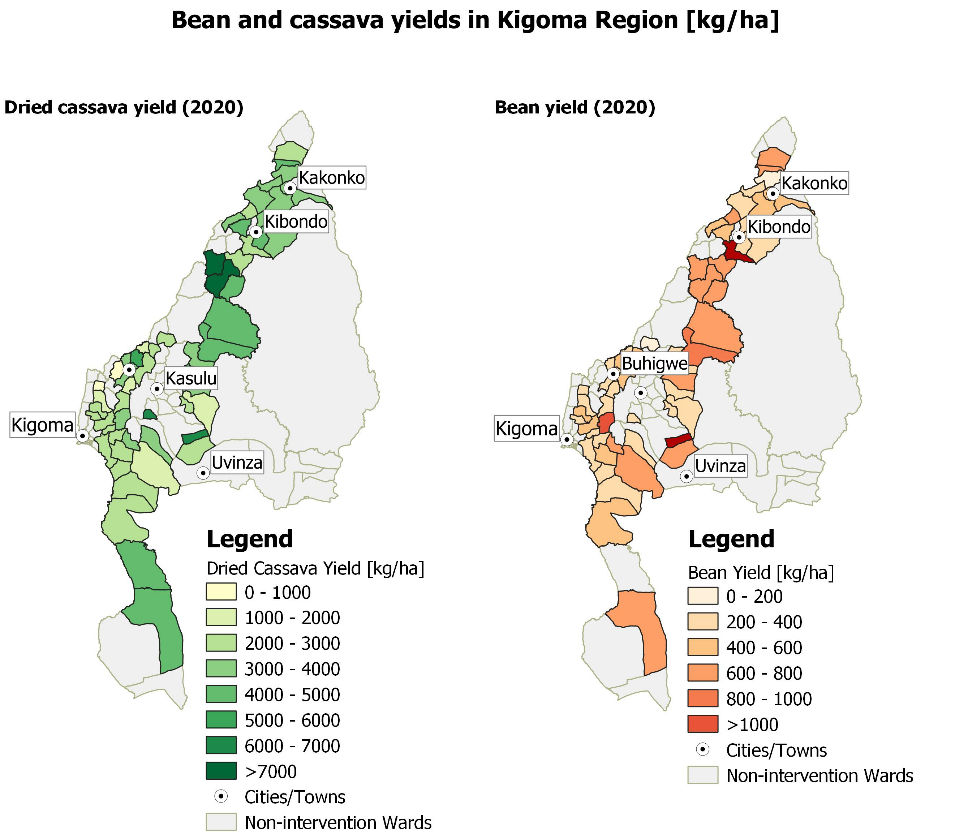 Bean and cassava yields in Kigoma Region [kg/ha]
Dried cassava yield (2020)
Kakonko
Kibondo
Kasulu
Kigoma
Uvinza
Legend
Dried Cassava Yield [kg/ha]
0 - 1000
1000 - 2000
2000 - 3000
3000 - 4000
4000 - 5000
5000 - 6000
6000 - 7000
>7000
Cities/Towns
Non-intervention Wards
Bean yield (2020)
Kakonko
Kibondo
Buhigwe
Kigoma
Uvinza
Legend
Bean Yield [kg/ha]
0 - 200
200 - 400
400 - 600
600 - 800
800 - 1000
>1000
Cities/Towns
Non-intervention Wards